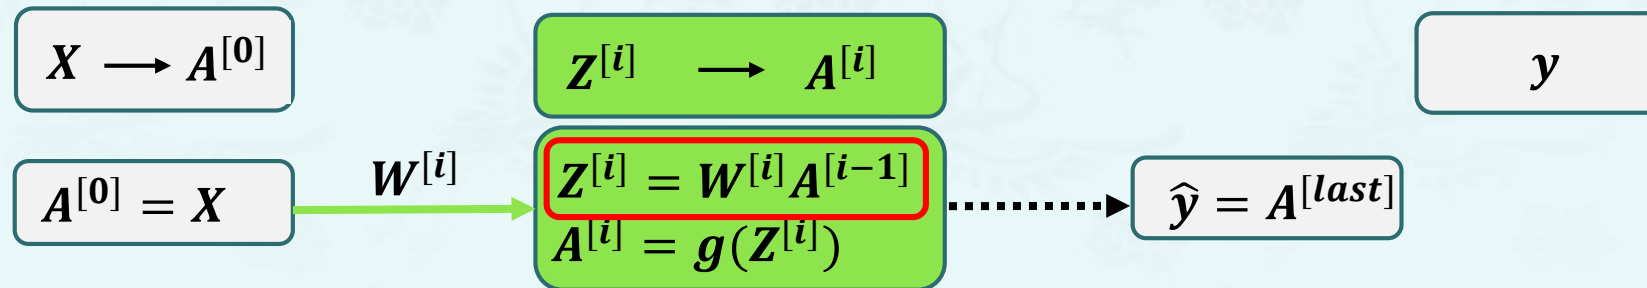 X → A^[0]
Z^[i] → A^[i]
y
A^[0] = X
W^[i]
Z^[i] = W^[i] A^[i−1]
A^[i] = g(Z^[i])
ŷ = A^[last]